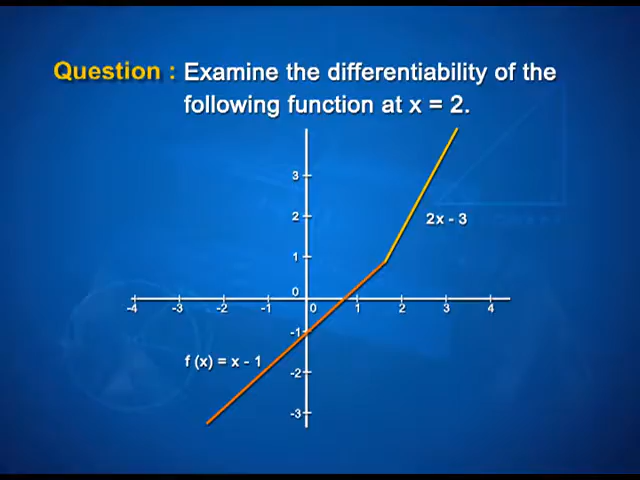 Question : Examine the differentiability of the
following function at x = 2.
3
2
2x - 3
1
0
-4 -3 -2 -1 0 1 2 3 4
-1
f (x) = x - 1
-2
-3